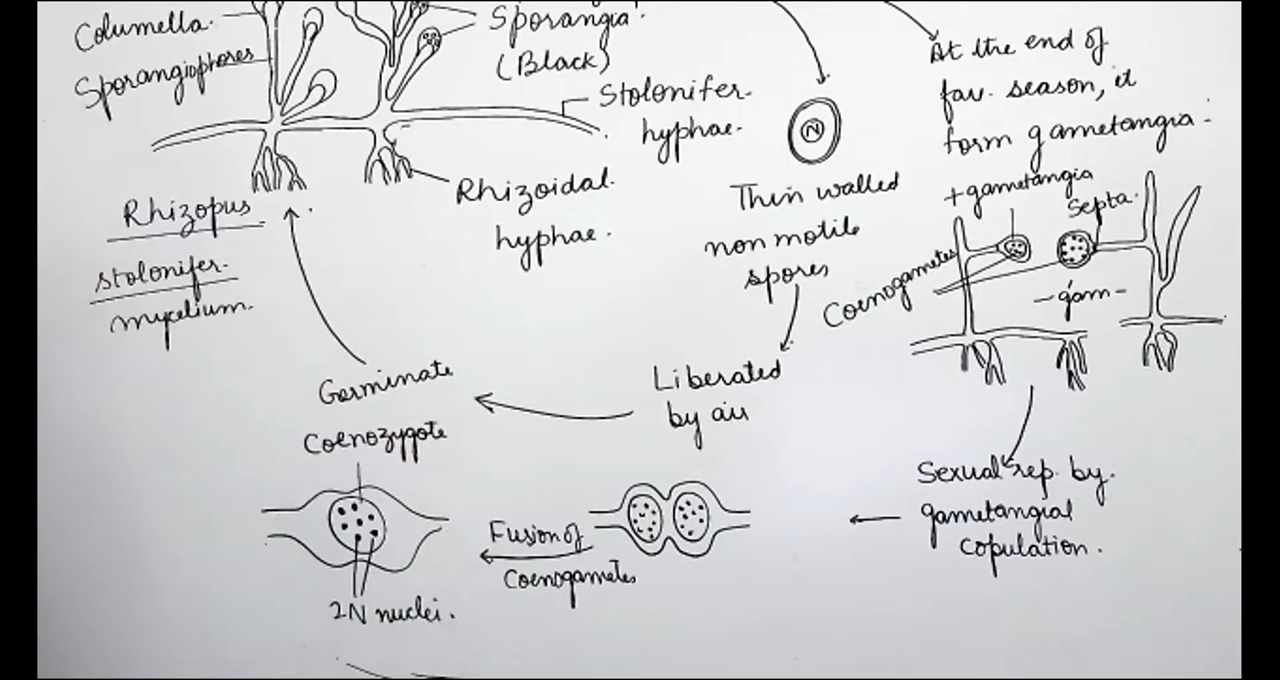 Columella.
Sporangiophores
Sporangia.
(Black)
Stolonifer.
hyphae.
Rhizoidal.
hyphae.
Rhizopus
stolonifer.
mycelium.
N
Thin walled
non motile
spores
At the end of
fav. season, it
form gametangia.
+gametangia
Septa.
Coenogametes
-gam-
Liberated
by air
Germinate
Coenozygote
2N nuclei.
Fusion of
Coenogametes
Sexual rep. by.
gametangial
copulation.